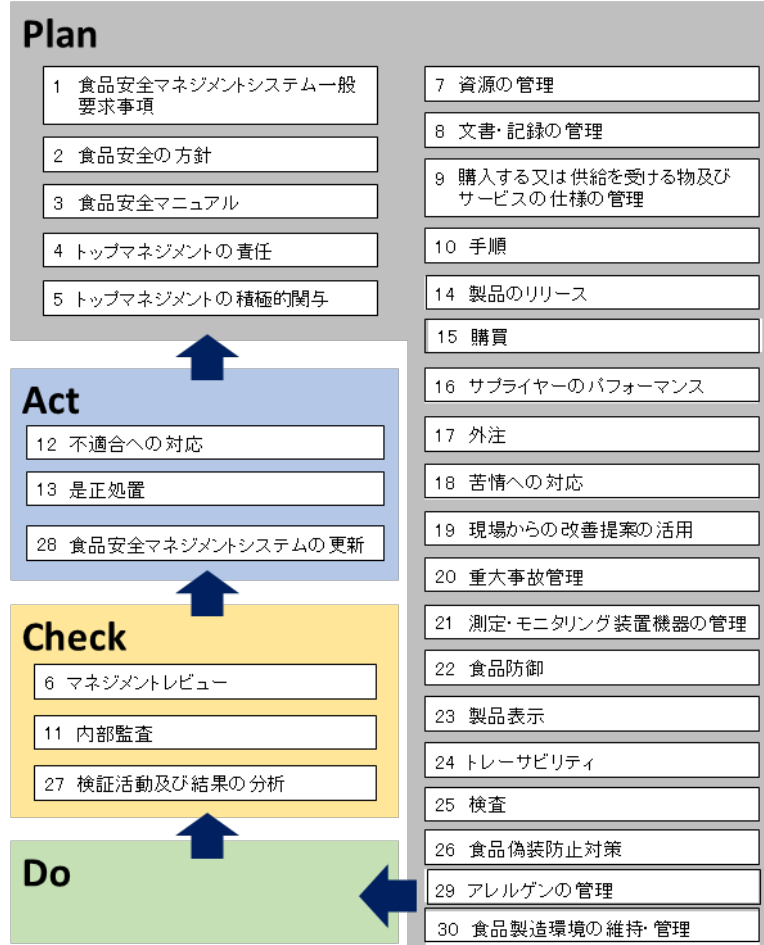 Plan
1 食品安全マネジメントシステム一般
要求事項
2 食品安全の方針
3 食品安全マニュアル
4 トップマネジメントの責任
5 トップマネジメントの積極的関与
7 資源の管理
8 文書・記録の管理
9 購入する又は供給を受ける物及び
サービスの仕様の管理
10 手順
14 製品のリリース
15 購買
16 サプライヤーのパフォーマンス
17 外注
18 苦情への対応
19 現場からの改善提案の活用
20 重大事故管理
21 測定・モニタリング装置機器の管理
22 食品防御
23 製品表示
24 トレーサビリティ
25 検査
26 食品偽装防止対策
29 アレルゲンの管理
30 食品製造環境の維持・管理
Act
12 不適合への対応
13 是正処置
28 食品安全マネジメントシステムの更新
Check
6 マネジメントレビュー
11 内部監査
27 検証活動及び結果の分析
Do